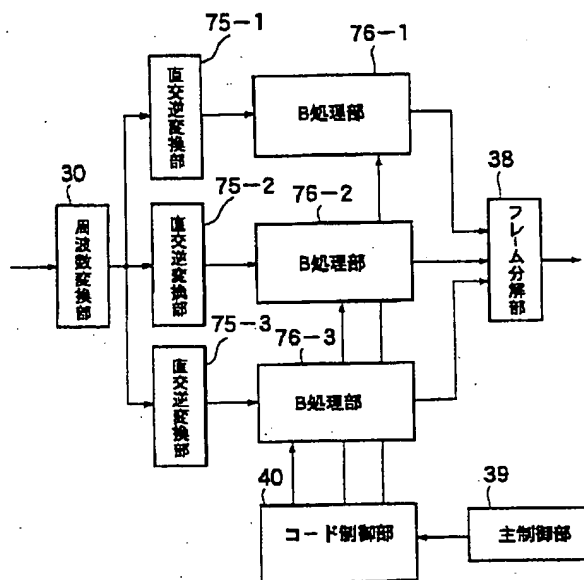 75-1
直交逆変換部
76-1
B処理部
30
周波数変換部
75-2
直交逆変換部
76-2
B処理部
38
フレーム分解部
75-3
直交逆変換部
76-3
B処理部
40
コード制御部
39
主制御部